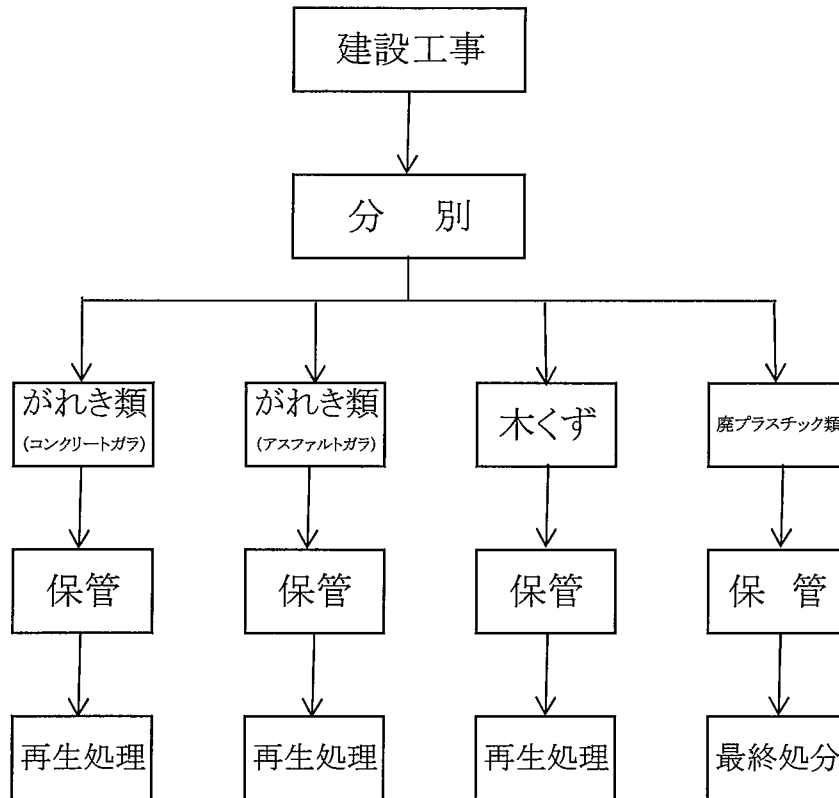 建設工事
分　別
がれき類
(コンクリートガラ)
がれき類
(アスファルトガラ)
木くず
廃プラスチック類
保管
保管
保管
保　管
再生処理
再生処理
再生処理
最終処分